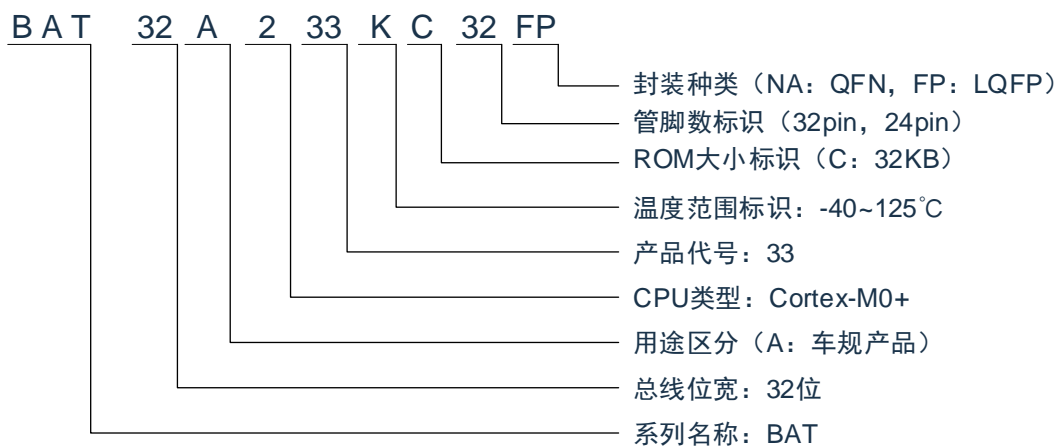 BAT 32 A 2 33 K C 32 FP
封装种类（NA：QFN，FP：LQFP）
管脚数标识（32pin，24pin）
ROM大小标识（C：32KB）
温度范围标识：-40~125℃
产品代号：33
CPU类型：Cortex-M0+
用途区分（A：车规产品）
总线位宽：32位
系列名称：BAT